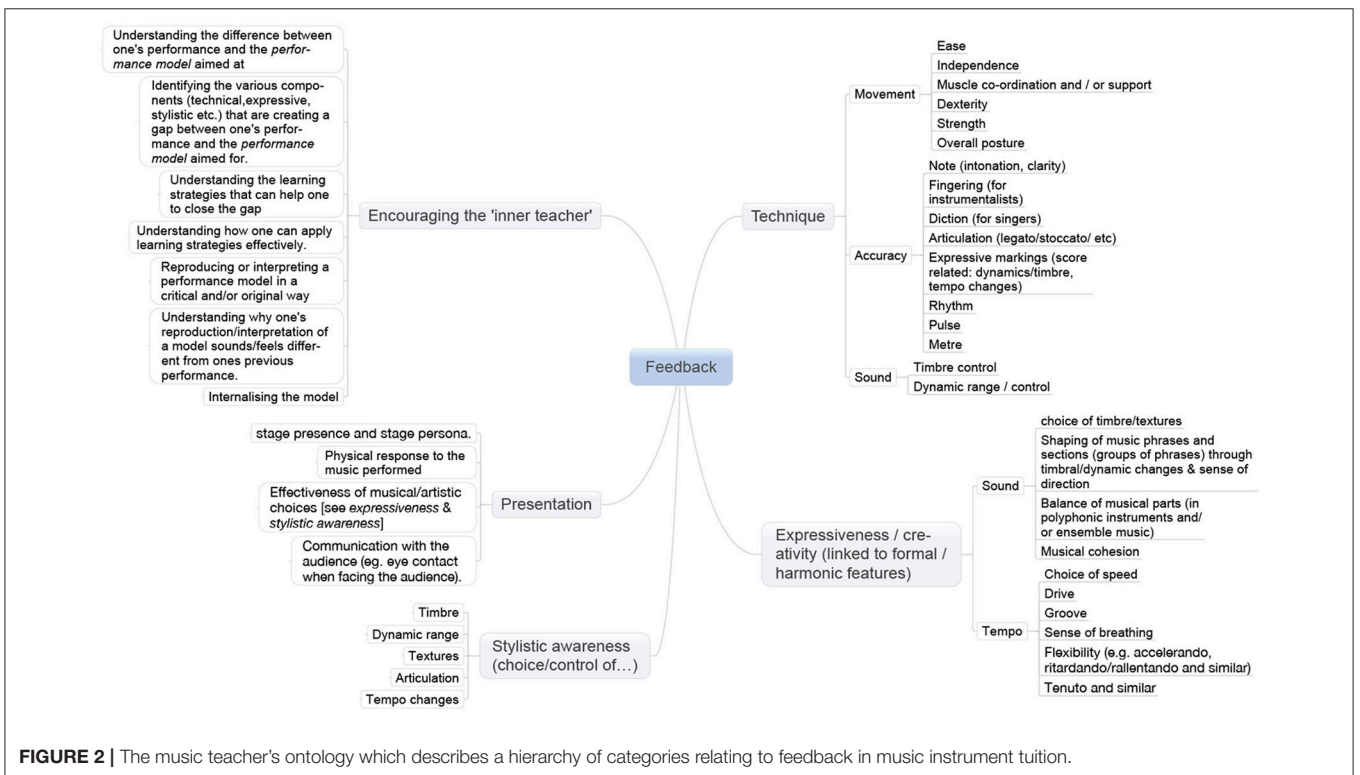 Understanding the difference between
one's performance and the perfor-
mance model aimed at
Identifying the various compo-
nents (technical,expressive,
stylistic etc.) that are creating a
gap between one's perfor-
mance and the performance
model aimed for.
Understanding the learning
strategies that can help one
to close the gap
Understanding how one can apply
learning strategies effectively.
Reproducing or interpreting a
performance model in a
critical and/or original way
Understanding why one's
reproduction/interpretation of
a model sounds/feels differ-
ent from ones previous
performance.
Internalising the model
Encouraging the 'inner teacher'
stage presence and stage persona.
Physical response to the
music performed
Effectiveness of musical/artistic
choices [see expressiveness &
stylistic awareness]
Communication with the
audience (eg. eye contact
when facing the audience).
Presentation
Timbre
Dynamic range
Textures
Articulation
Tempo changes
Stylistic awareness
(choice/control of...)
Feedback
Technique
Movement
Ease
Independence
Muscle co-ordination and / or support
Dexterity
Strength
Overall posture
Accuracy
Note (intonation, clarity)
Fingering (for
instrumentalists)
Diction (for singers)
Articulation (legato/stoccato/ etc)
Expressive markings (score
related: dynamics/timbre,
tempo changes)
Rhythm
Pulse
Metre
Sound
Timbre control
Dynamic range / control
Expressiveness / cre-
ativity (linked to formal /
harmonic features)
Sound
choice of timbre/textures
Shaping of music phrases and
sections (groups of phrases) through
timbral/dynamic changes & sense of
direction
Balance of musical parts (in
polyphonic instruments and/
or ensemble music)
Musical cohesion
Tempo
Choice of speed
Drive
Groove
Sense of breathing
Flexibility (e.g. accelerando,
ritardando/rallentando and similar)
Tenuto and similar
FIGURE 2 | The music teacher's ontology which describes a hierarchy of categories relating to feedback in music instrument tuition.